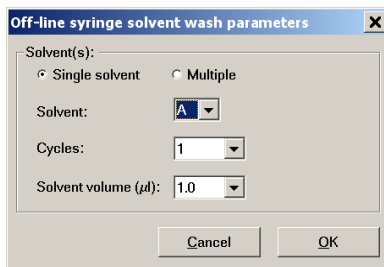 Off-line syringe solvent wash parameters
Solvent(s):
Single solvent Multiple
Solvent: A
Cycles: 1
Solvent volume (µl): 1.0
Cancel OK